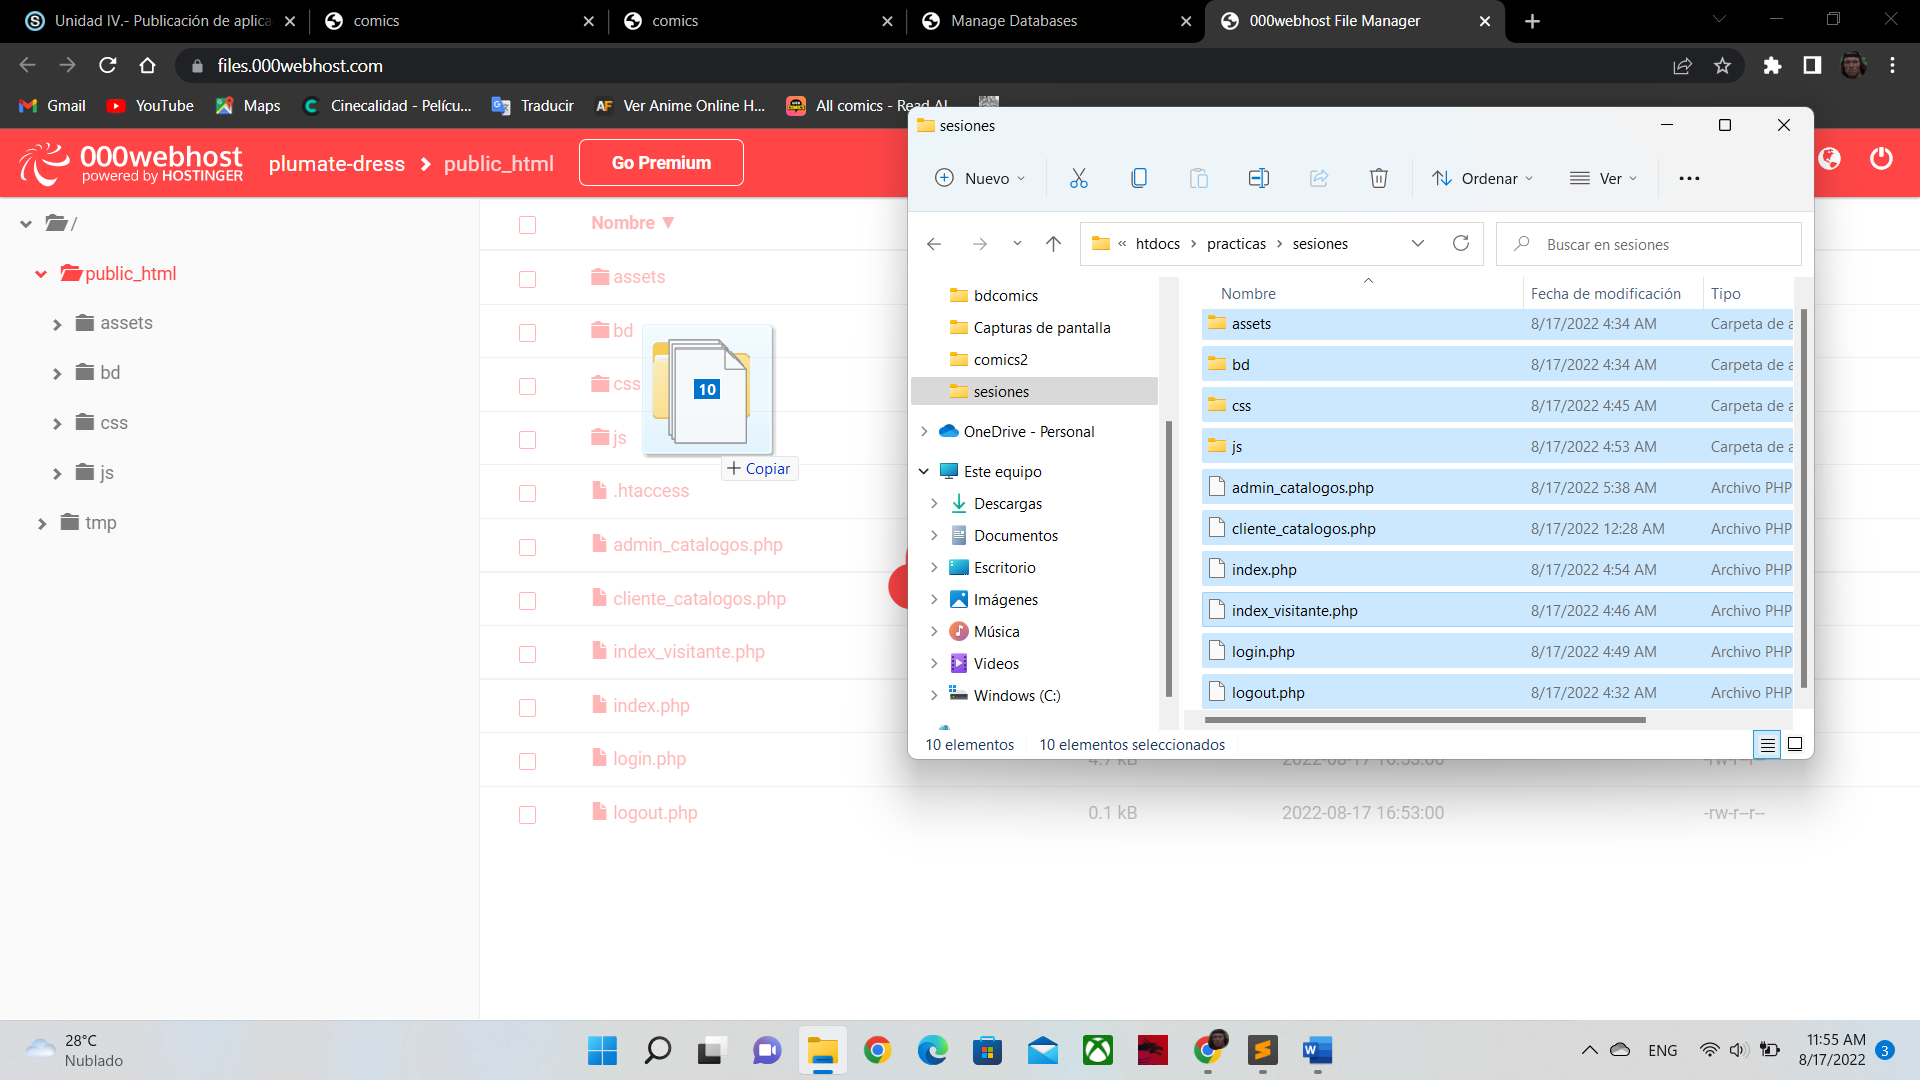 Unidad IV.- Publicación de aplica
comics
comics
Manage Databases
000webhost File Manager
files.000webhost.com
Gmail
YouTube
Maps
Cinecalidad - Pelícu...
Traducir
Ver Anime Online H...
All comics - Read Al
000webhost
powered by HOSTINGER
plumate-dress
public_html
Go Premium
/
public_html
assets
bd
css
js
tmp
Nombre
assets
bd
css
js
.htaccess
admin_catalogos.php
cliente_catalogos.php
index_visitante.php
index.php
login.php
4.7 kB 2022-08-17 16:53:00 -rw-r--r--
logout.php 0.1 kB 2022-08-17 16:53:00 -rw-r--r--
10
+ Copiar
sesiones
Nuevo
Ordenar
Ver
« htdocs > practicas > sesiones
Buscar en sesiones
bdcomics
Capturas de pantalla
comics2
sesiones
OneDrive - Personal
Este equipo
Descargas
Documentos
Escritorio
Imágenes
Música
Videos
Windows (C:)
Nombre Fecha de modificación Tipo
assets 8/17/2022 4:34 AM Carpeta de a
bd 8/17/2022 4:34 AM Carpeta de a
css 8/17/2022 4:45 AM Carpeta de a
js 8/17/2022 4:53 AM Carpeta de a
admin_catalogos.php 8/17/2022 5:38 AM Archivo PHP
cliente_catalogos.php 8/17/2022 12:28 AM Archivo PHP
index.php 8/17/2022 4:54 AM Archivo PHP
index_visitante.php 8/17/2022 4:46 AM Archivo PHP
login.php 8/17/2022 4:49 AM Archivo PHP
logout.php 8/17/2022 4:32 AM Archivo PHP
10 elementos 10 elementos seleccionados
28°C
Nublado
ENG
11:55 AM
8/17/2022
3